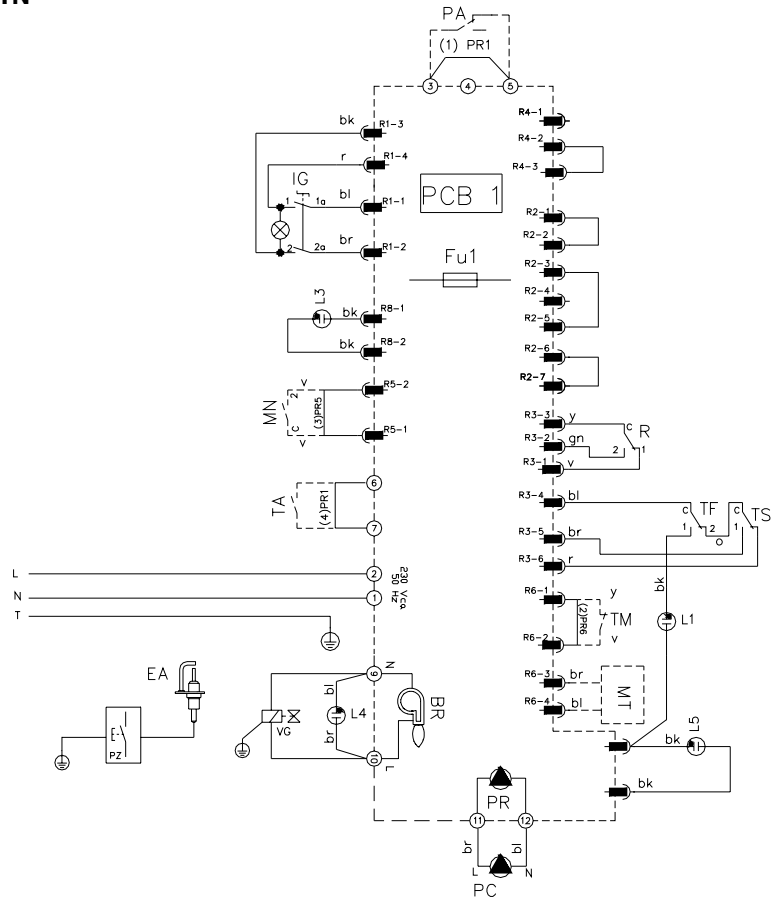 PA
(1) PR1
3
4
5
bk
R1-3
r
R1-4
IG
1
1a
bl
R1-1
2
2a
br
R1-2
PCB 1
Fu1
L3
bk
R8-1
bk
R8-2
MN
v
2
c
v
(3)PR5
R5-2
R5-1
TA
(4)PR1
6
7
L
2
N
1
T
230 Vca
50 Hz
EA
PZ
VG
bl
L4
br
N
BR
L
10
PR
11
12
br
bl
L
N
PC
R4-1
R4-2
R4-3
R2-1
R2-2
R2-3
R2-4
R2-5
R2-6
R2-7
R3-3
y
R3-2
gn
R3-1
v
c
R
2
1
R3-4
bl
R3-5
br
R3-6
r
c
TF
1
2
c
TS
1
2
bk
L1
R6-1
y
(2)PR6
TM
R6-2
v
R6-3
br
MT
R6-4
bl
bk
L5
bk